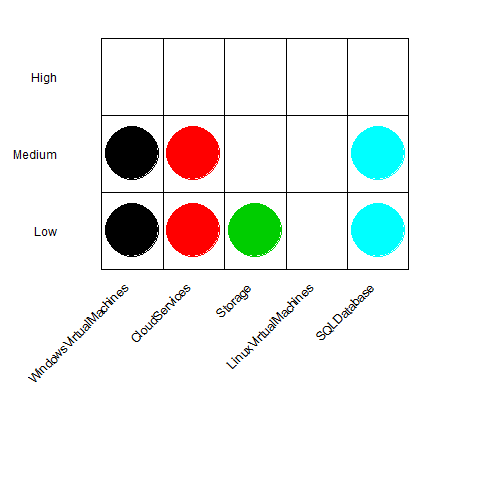 High
Medium
Low
WindowsVirtualMachines
CloudServices
Storage
LinuxVirtualMachines
SQLDatabase